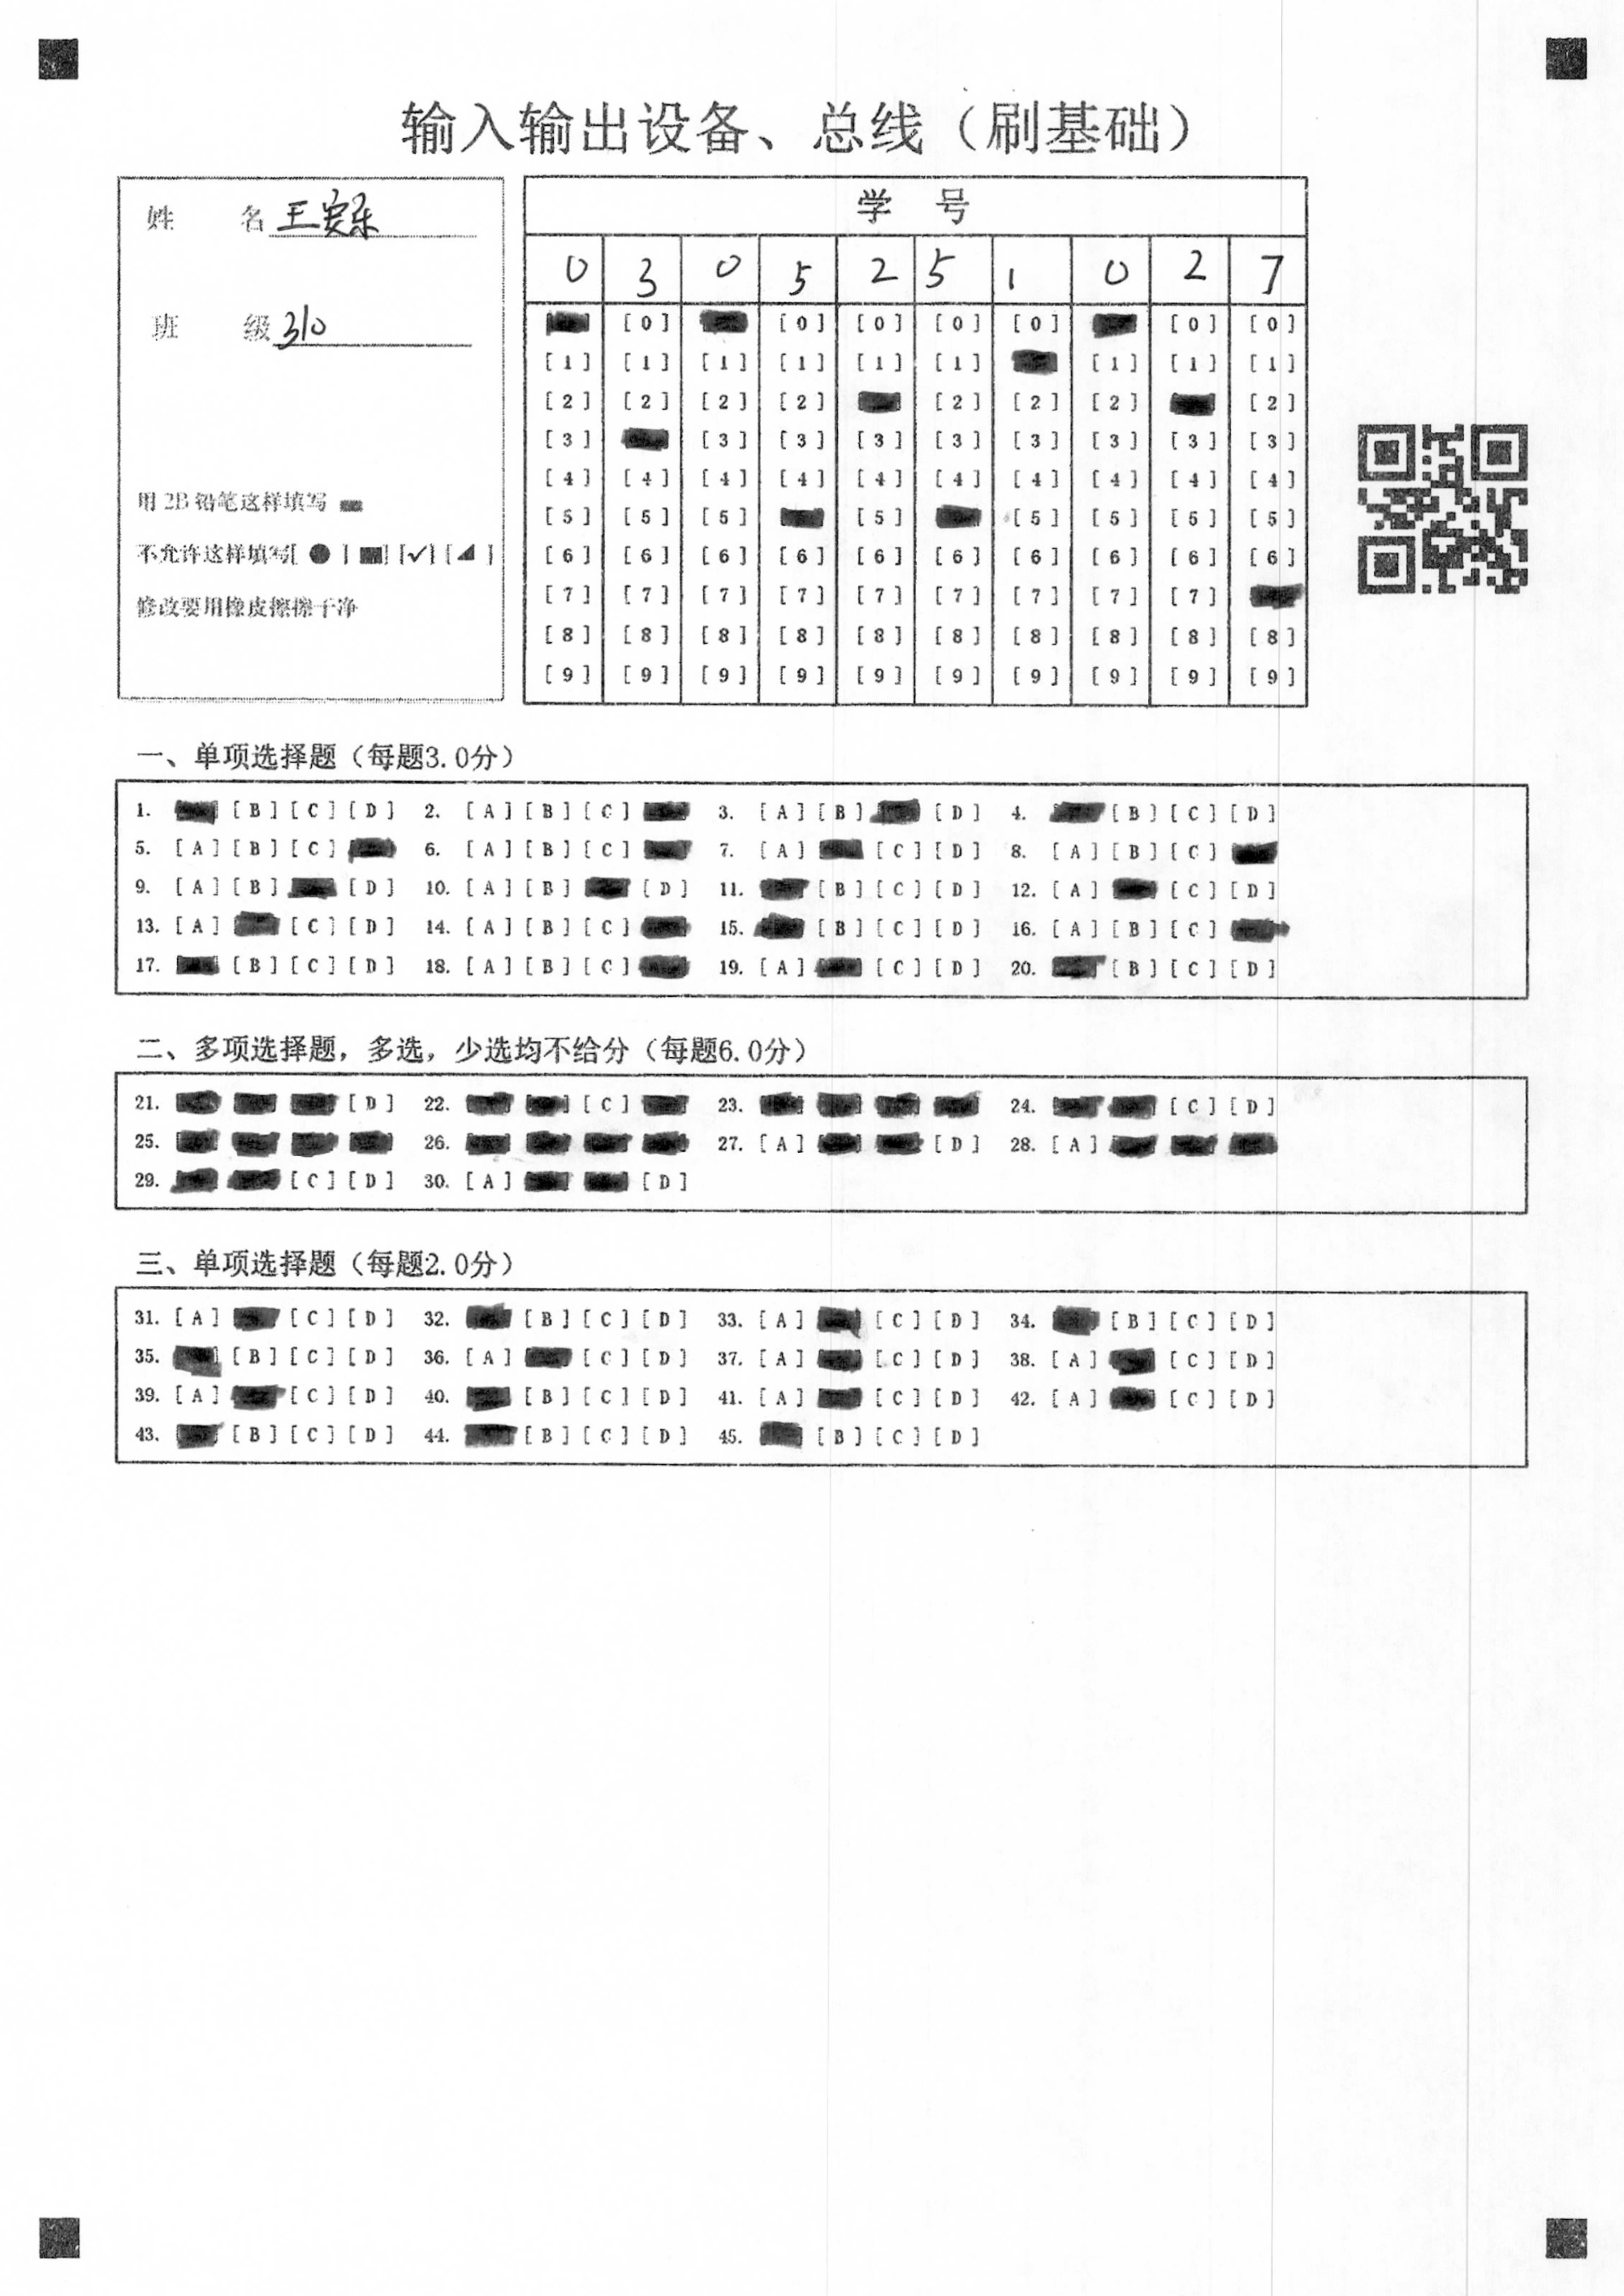 输入输出设备、总线（刷基础）
姓 名 王安乐
班 级 310
用 2B 铅笔这样填写
不允许这样填写[ ● ] [■] [✓] [◢ ]
修改要用橡皮擦擦干净
学 号
0 3 0 5 2 5 1 0 2 7
[0] [0] [0] [0] [0] [0] [0]
[1] [1] [1] [1] [1] [1] [1] [1] [1]
[2] [2] [2] [2] [2] [2] [2] [2]
[3] [3] [3] [3] [3] [3] [3] [3] [3]
[4] [4] [4] [4] [4] [4] [4] [4] [4] [4]
[5] [5] [5] [5] [5] [5] [5] [5]
[6] [6] [6] [6] [6] [6] [6] [6] [6] [6]
[7] [7] [7] [7] [7] [7] [7] [7] [7]
[8] [8] [8] [8] [8] [8] [8] [8] [8] [8]
[9] [9] [9] [9] [9] [9] [9] [9] [9] [9]
一、单项选择题（每题3.0分）
1. [B] [C] [D] 2. [A] [B] [C] 3. [A] [B] [D] 4. [B] [C] [D]
5. [A] [B] [C] 6. [A] [B] [C] 7. [A] [C] [D] 8. [A] [B] [C]
9. [A] [B] [D] 10. [A] [B] [D] 11. [B] [C] [D] 12. [A] [C] [D]
13. [A] [C] [D] 14. [A] [B] [C] 15. [B] [C] [D] 16. [A] [B] [C]
17. [B] [C] [D] 18. [A] [B] [C] 19. [A] [C] [D] 20. [B] [C] [D]
二、多项选择题，多选，少选均不给分（每题6.0分）
21. [D] 22. [C] 23. 24. [C] [D]
25. 26. 27. [A] [D] 28. [A]
29. [C] [D] 30. [A] [D]
三、单项选择题（每题2.0分）
31. [A] [C] [D] 32. [B] [C] [D] 33. [A] [C] [D] 34. [B] [C] [D]
35. [B] [C] [D] 36. [A] [C] [D] 37. [A] [C] [D] 38. [A] [C] [D]
39. [A] [C] [D] 40. [B] [C] [D] 41. [A] [C] [D] 42. [A] [C] [D]
43. [B] [C] [D] 44. [B] [C] [D] 45. [B] [C] [D]